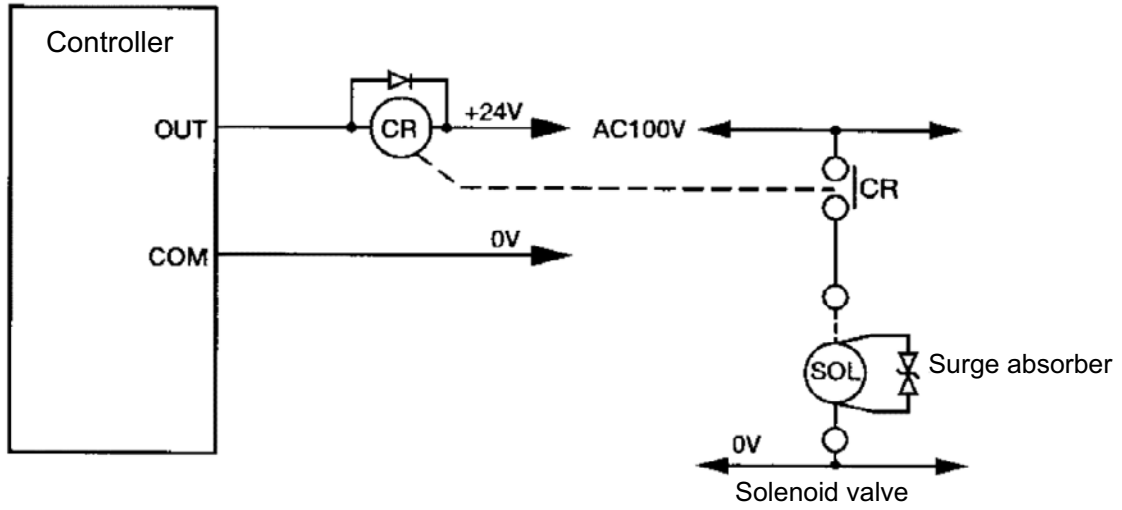 Controller
OUT
CR
+24V
AC100V
CR
COM
0V
SOL
Surge absorber
0V
Solenoid valve